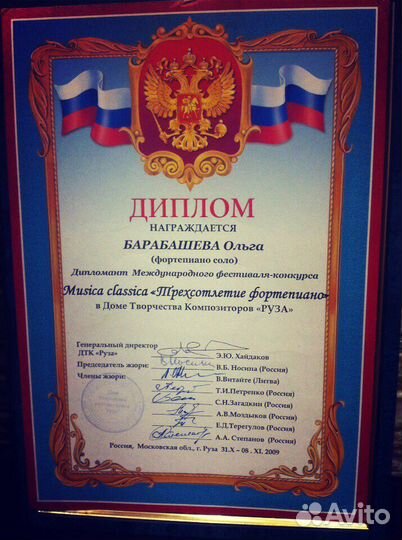 ДИПЛОМ
НАГРАЖДАЕТСЯ
БАРАБАШЕВА Ольга
(фортепиано соло)
Дипломант Международного фестиваля-конкурса
Musica classica «Трехсотлетие фортепиано»
в Доме Творчества Композиторов «РУЗА»
Генеральный директор
ДТК «Руза» Э.Ю. Хайдаков
Председатель жюри: В.Б. Носина (Россия)
Члены жюри: В.Витайте (Литва)
Т.И.Петренко (Россия)
С.Н.Загадкин (Россия)
А.В.Моздыков (Россия)
Е.Д.Терегулов (Россия)
А.А. Степанов (Россия)
Россия, Московская обл., г. Руза 31.X - 08. XI. 2009
Avito